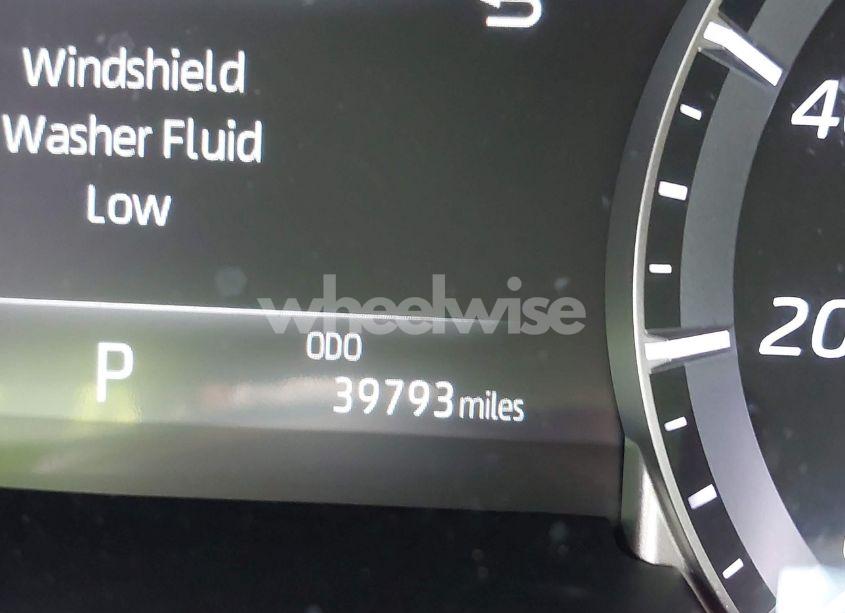 Windshield
Washer Fluid
Low
wheelwise
P
ODO
39793 miles
20